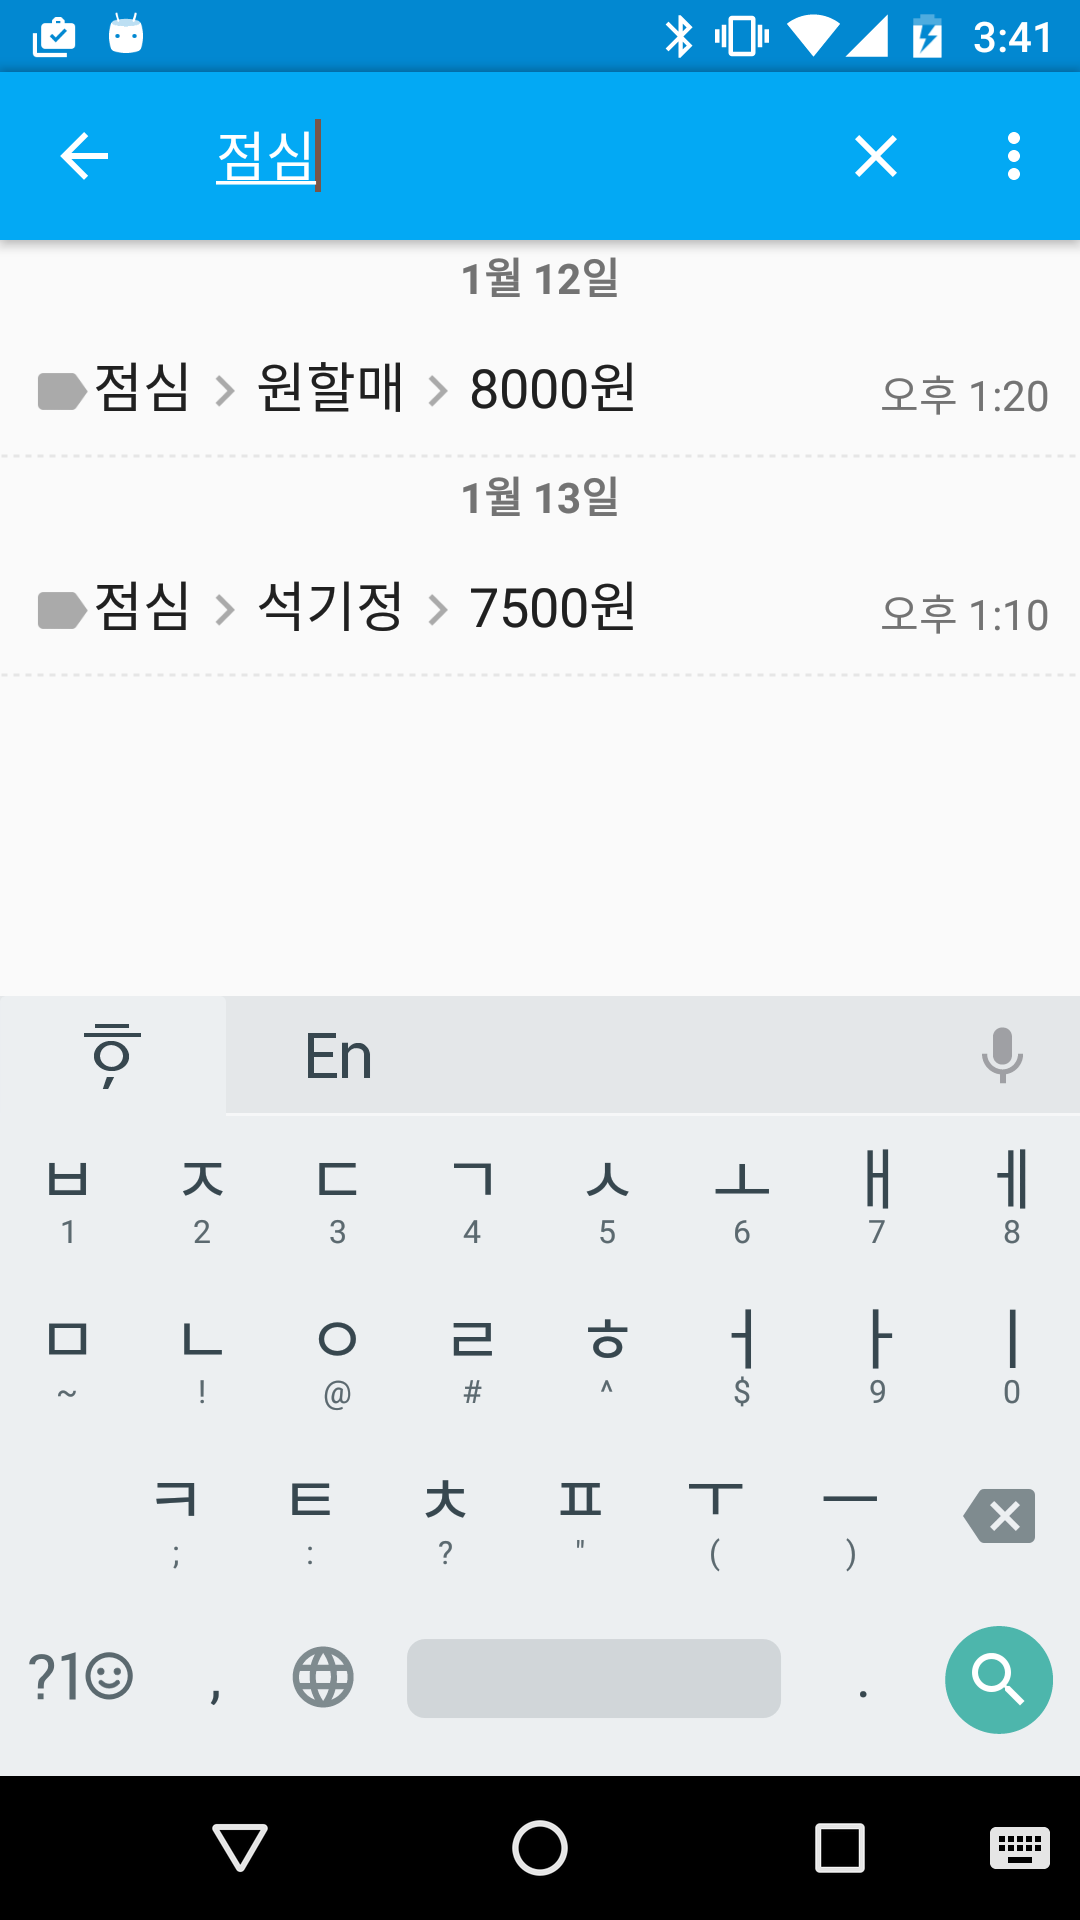 3:41
점심
1월 12일
점심 > 원할매 > 8000원 오후 1:20
1월 13일
점심 > 석기정 > 7500원 오후 1:10
ㅎ, En
ㅂ ㅈ ㄷ ㄱ ㅅ ㅗ ㅐ ㅔ
1 2 3 4 5 6 7 8
ㅁ ㄴ ㅇ ㄹ ㅎ ㅓ ㅏ ㅣ
~ ! @ # ^ $ 9 0
ㅋ ㅌ ㅊ ㅍ ㅜ ㅡ
; : ? " ( )
?1☺ , .